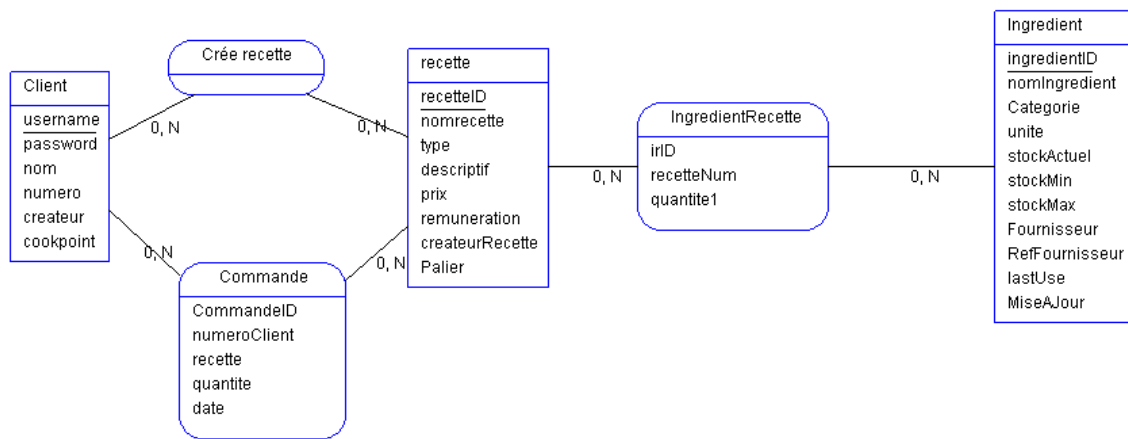 Client
username
password
nom
numero
createur
cookpoint
Crée recette
0, N
0, N
Commande
CommandeID
numeroClient
recette
quantite
date
0, N
0, N
recette
recetteID
nomrecette
type
descriptif
prix
remuneration
createurRecette
Palier
0, N
IngredientRecette
irID
recetteNum
quantite1
0, N
Ingredient
ingredientID
nomIngredient
Categorie
unite
stockActuel
stockMin
stockMax
Fournisseur
RefFournisseur
lastUse
MiseAJour